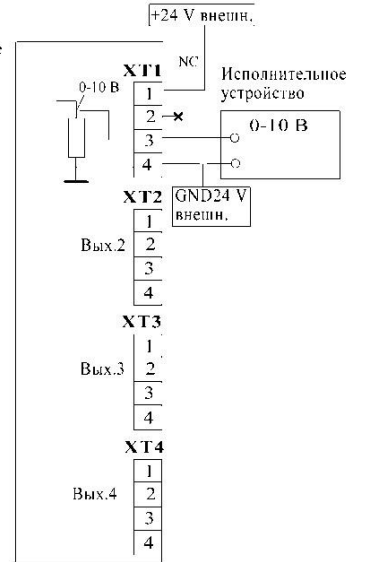 +24 V внешн.
е
XT1
NC
0-10 В
1
2
3
4
Исполнительное
устройство
0-10 В
GND24 V
внешн.
XT2
Вых.2
1
2
3
4
XT3
Вых.3
1
2
3
4
XT4
Вых.4
1
2
3
4